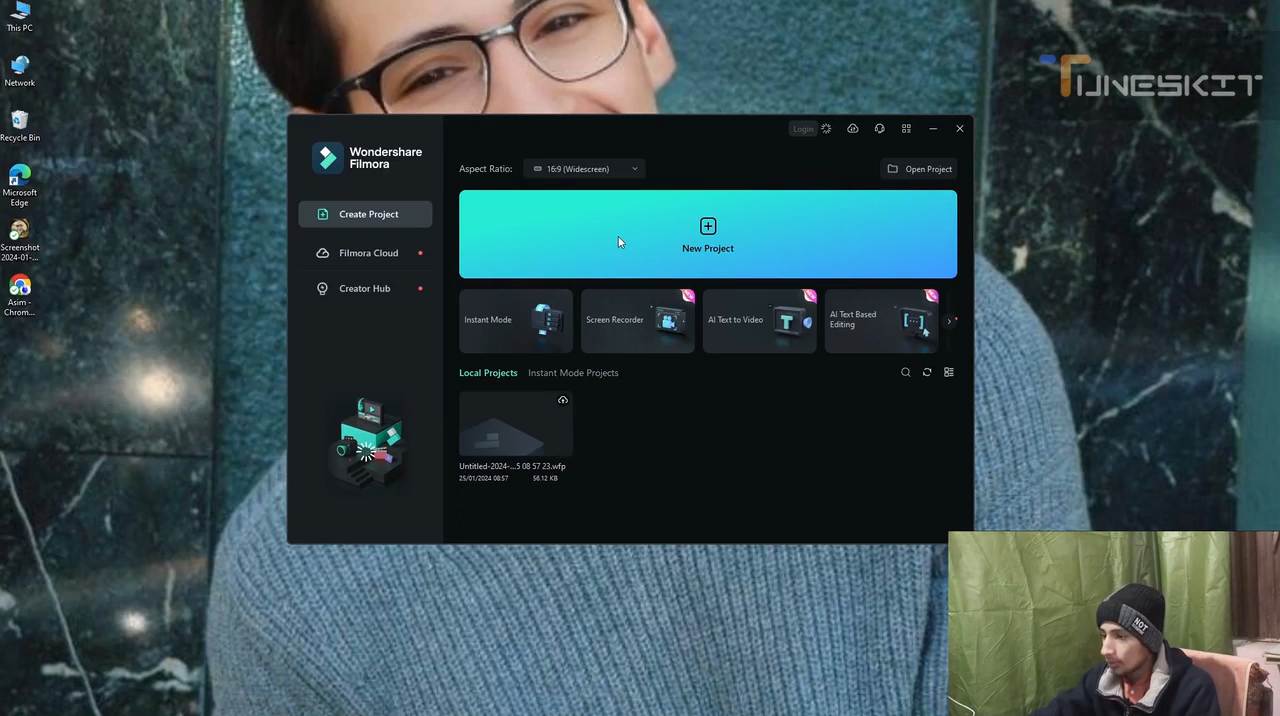 This PC
Network
Recycle Bin
Microsoft
Edge
Screenshot
2024-01-...
Asim -
Chrom...
TUNESKIT
Wondershare
Filmora
Login
Create Project
Filmora Cloud
Creator Hub
Aspect Ratio:
16:9 (Widescreen)
Open Project
New Project
Instant Mode
Screen Recorder
AI Text to Video
AI Text Based
Editing
Local Projects
Instant Mode Projects
Untitled-2024-...5 08 57 23.wfp
25/01/2024 08:57
56.12 KB
NOT